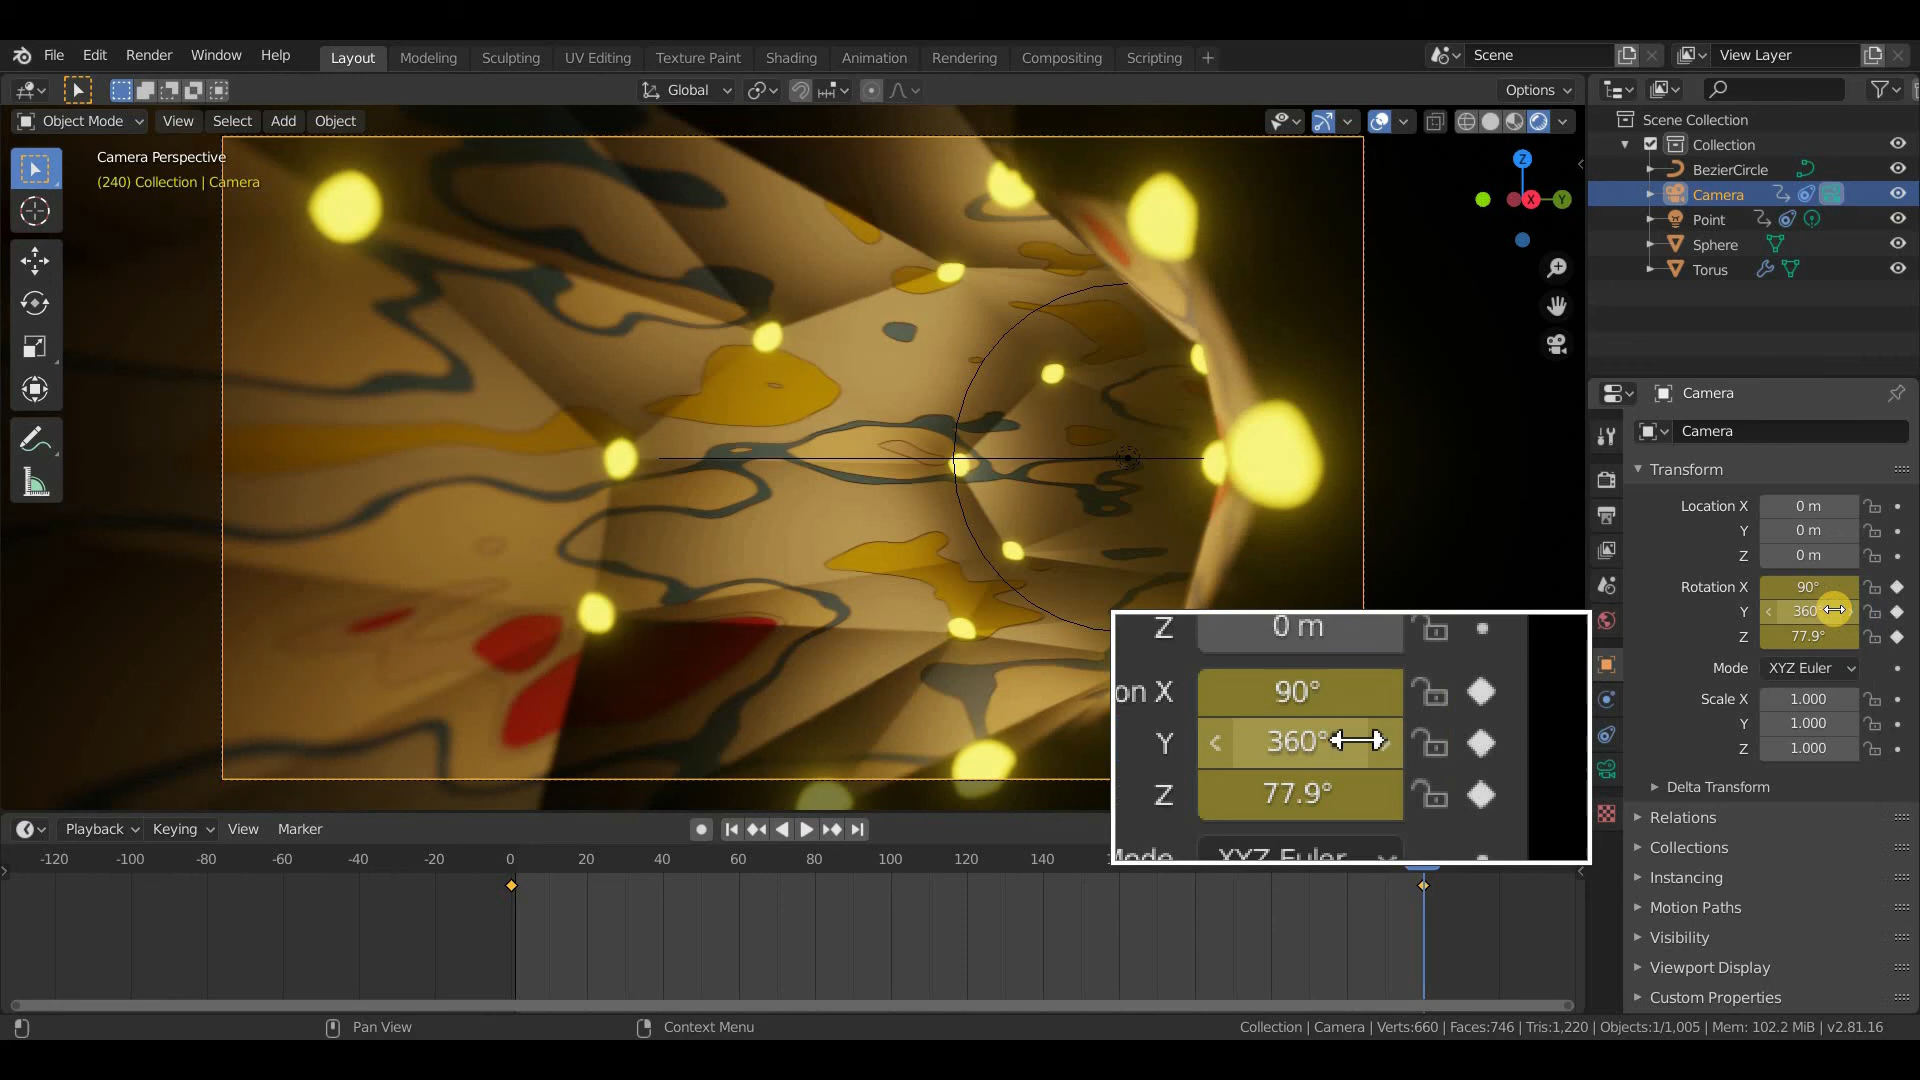 File Edit Render Window Help Layout Modeling Sculpting UV Editing Texture Paint Shading Animation Rendering Compositing Scripting + Scene View Layer
Global Options
Object Mode View Select Add Object
Camera Perspective
(240) Collection | Camera
Z
X Y
Scene Collection
Collection
BezierCircle
Camera
Point
Sphere
Torus
Camera
Camera
Transform
Location X 0 m
Y 0 m
Z 0 m
Rotation X 90°
Y 360
Z 77.9°
Mode XYZ Euler
Scale X 1.000
Y 1.000
Z 1.000
Delta Transform
Relations
Collections
Instancing
Motion Paths
Visibility
Viewport Display
Custom Properties
Z 0 m
on X 90°
Y 360°
Z 77.9°
Mode XYZ Euler
Playback Keying View Marker
-120 -100 -80 -60 -40 -20 0 20 40 60 80 100 120 140
Pan View Context Menu Collection | Camera | Verts:660 | Faces:746 | Tris:1,220 | Objects:1/1,005 | Mem: 102.2 MiB | v2.81.16